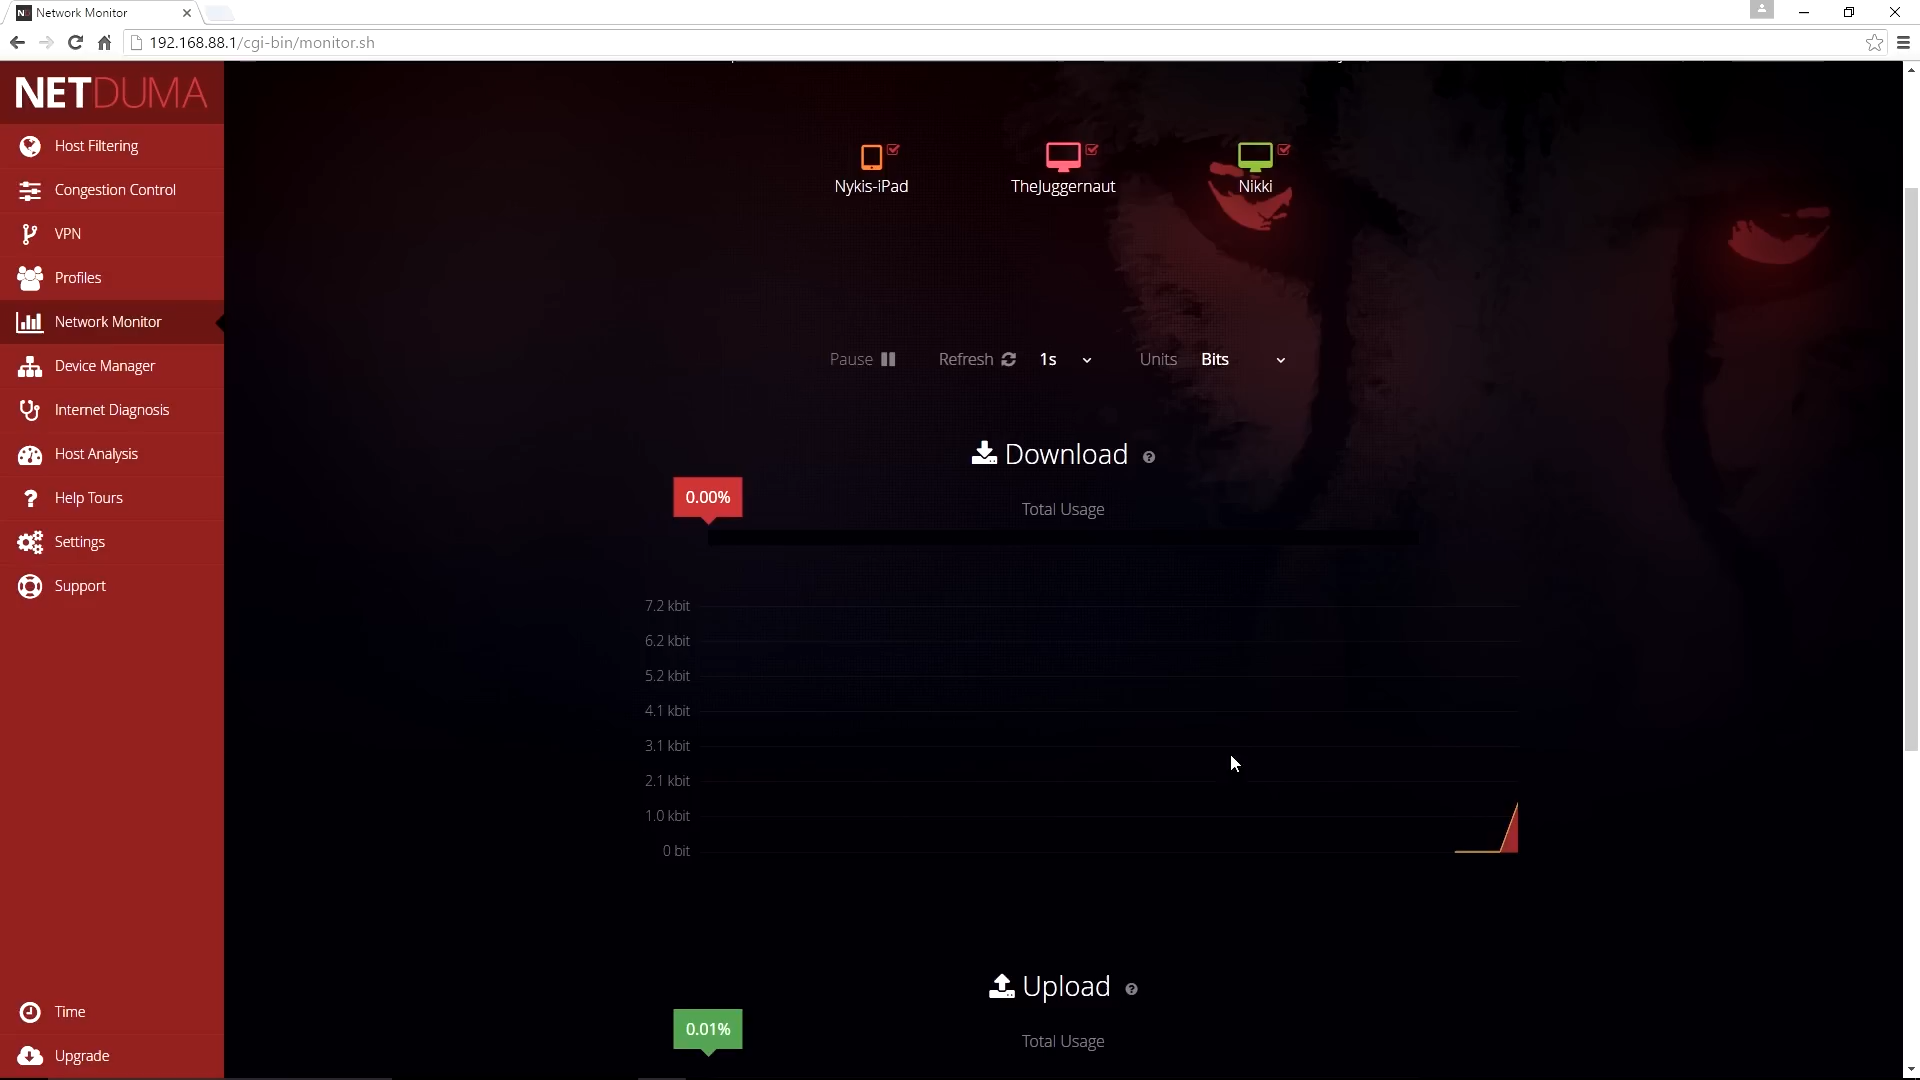 Network Monitor
192.168.88.1/cgi-bin/monitor.sh
NETDUMA
Host Filtering
Congestion Control
VPN
Profiles
Network Monitor
Device Manager
Internet Diagnosis
Host Analysis
Help Tours
Settings
Support
Time
Upgrade
Nykis-iPad
TheJuggernaut
Nikki
Pause
Refresh 1s
Units Bits
Download
0.00%
Total Usage
7.2 kbit
6.2 kbit
5.2 kbit
4.1 kbit
3.1 kbit
2.1 kbit
1.0 kbit
0 bit
Upload
0.01%
Total Usage